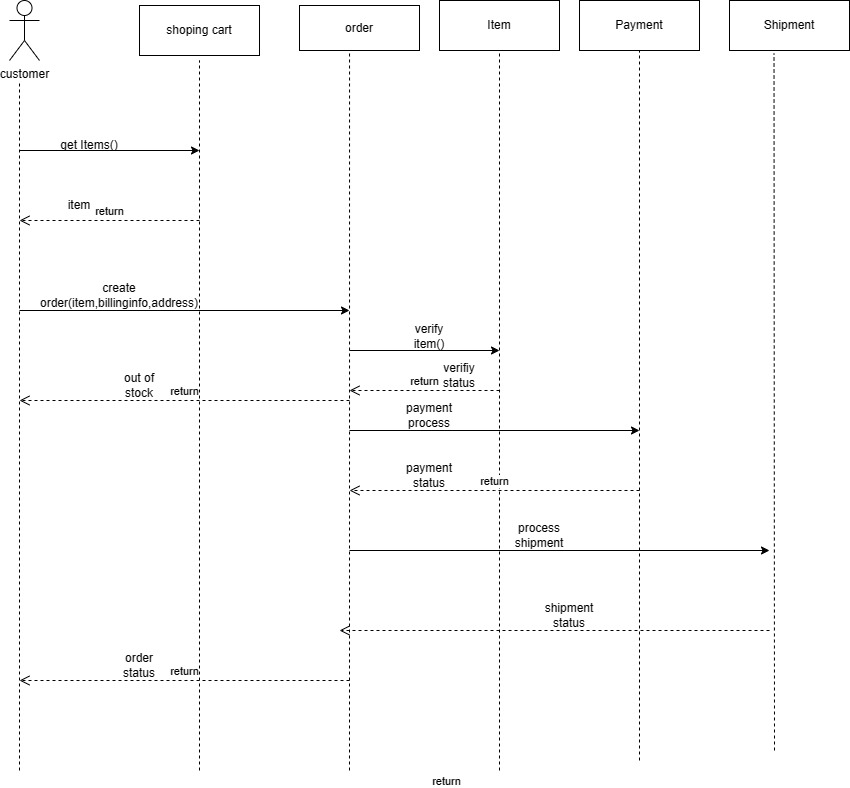 customer
shoping cart
order
Item
Payment
Shipment
get Items()
item
return
create
order(item,billinginfo,address)
verify
item()
verifiy
return status
out of
stock return
payment
process
payment
status return
process
shipment
shipment
status
order
status return
return